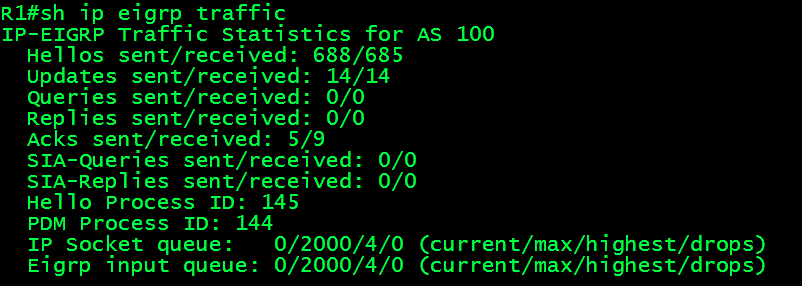 R1#sh ip eigrp traffic
IP-EIGRP Traffic Statistics for AS 100
  Hellos sent/received: 688/685
  Updates sent/received: 14/14
  Queries sent/received: 0/0
  Replies sent/received: 0/0
  Acks sent/received: 5/9
  SIA-Queries sent/received: 0/0
  SIA-Replies sent/received: 0/0
  Hello Process ID: 145
  PDM Process ID: 144
  IP Socket queue:   0/2000/4/0 (current/max/highest/drops)
  Eigrp input queue: 0/2000/4/0 (current/max/highest/drops)